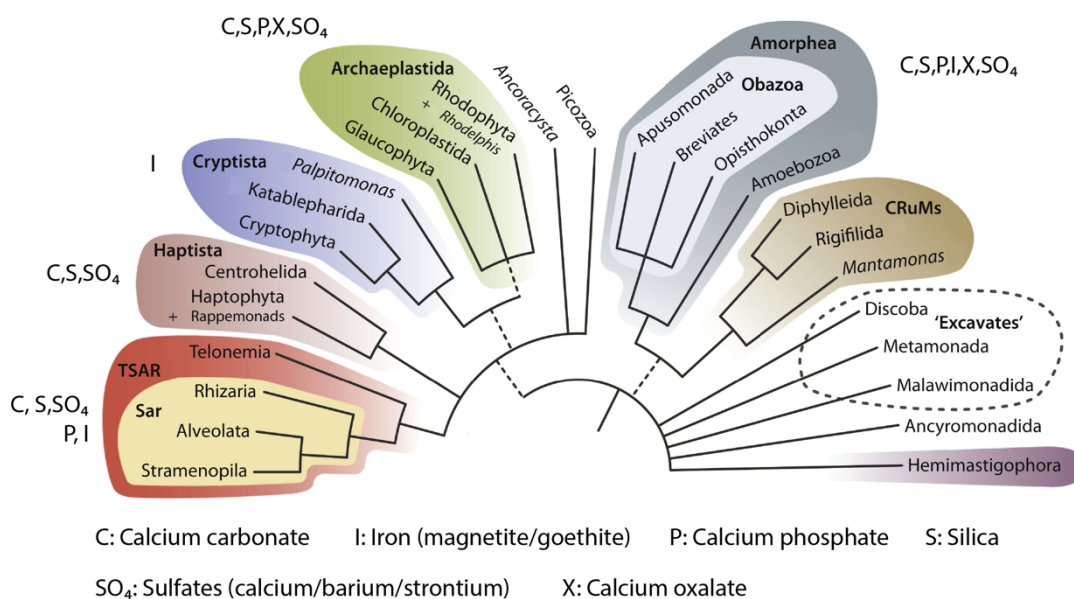 C,S,P,X,SO₄
Archaeplastida
Rhodophyta
+ Rhodelphis
Chloroplastida
Glaucophyta
Ancoracysta
Picozoa
Amorphea
Obazoa
Apusomonada
Breviates
Opisthokonta
Amoebozoa
C,S,P,I,X,SO₄
I
Cryptista
Palpitomonas
Katablepharida
Cryptophyta
Diphylleida
CRuMs
Rigifilida
Mantamonas
C,S,SO₄
Haptista
Centrohelida
Haptophyta
+ Rappemonads
Discoba
'Excavates'
Metamonada
Malawimonadida
Ancyromonadida
Hemimastigophora
C, S,SO₄
P, I
TSAR
Telonemia
Sar
Rhizaria
Alveolata
Stramenopila
C: Calcium carbonate I: Iron (magnetite/goethite) P: Calcium phosphate S: Silica
SO₄: Sulfates (calcium/barium/strontium) X: Calcium oxalate